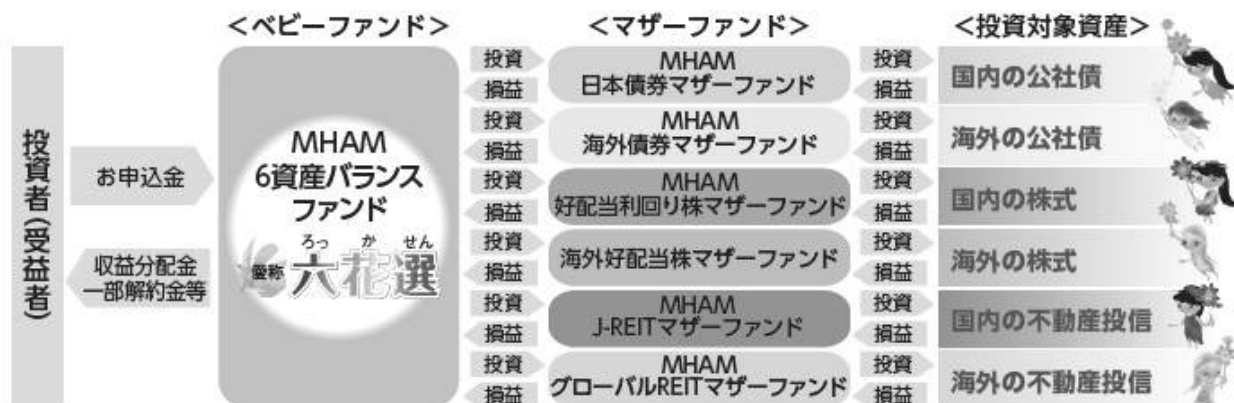 <ベビーファンド>
<マザーファンド>
<投資対象資産>
投資者(受益者)
お申込金
収益分配金
一部解約金等
MHAM
6資産バランス
ファンド
ろっ か せん
愛称 六花選
投資
損益
MHAM
日本債券マザーファンド
投資
損益
国内の公社債
投資
損益
MHAM
海外債券マザーファンド
投資
損益
海外の公社債
投資
損益
MHAM
好配当利回り株マザーファンド
投資
損益
国内の株式
投資
損益
海外好配当株マザーファンド
投資
損益
海外の株式
投資
損益
MHAM
J-REITマザーファンド
投資
損益
国内の不動産投信
投資
損益
MHAM
グローバルREITマザーファンド
投資
損益
海外の不動産投信